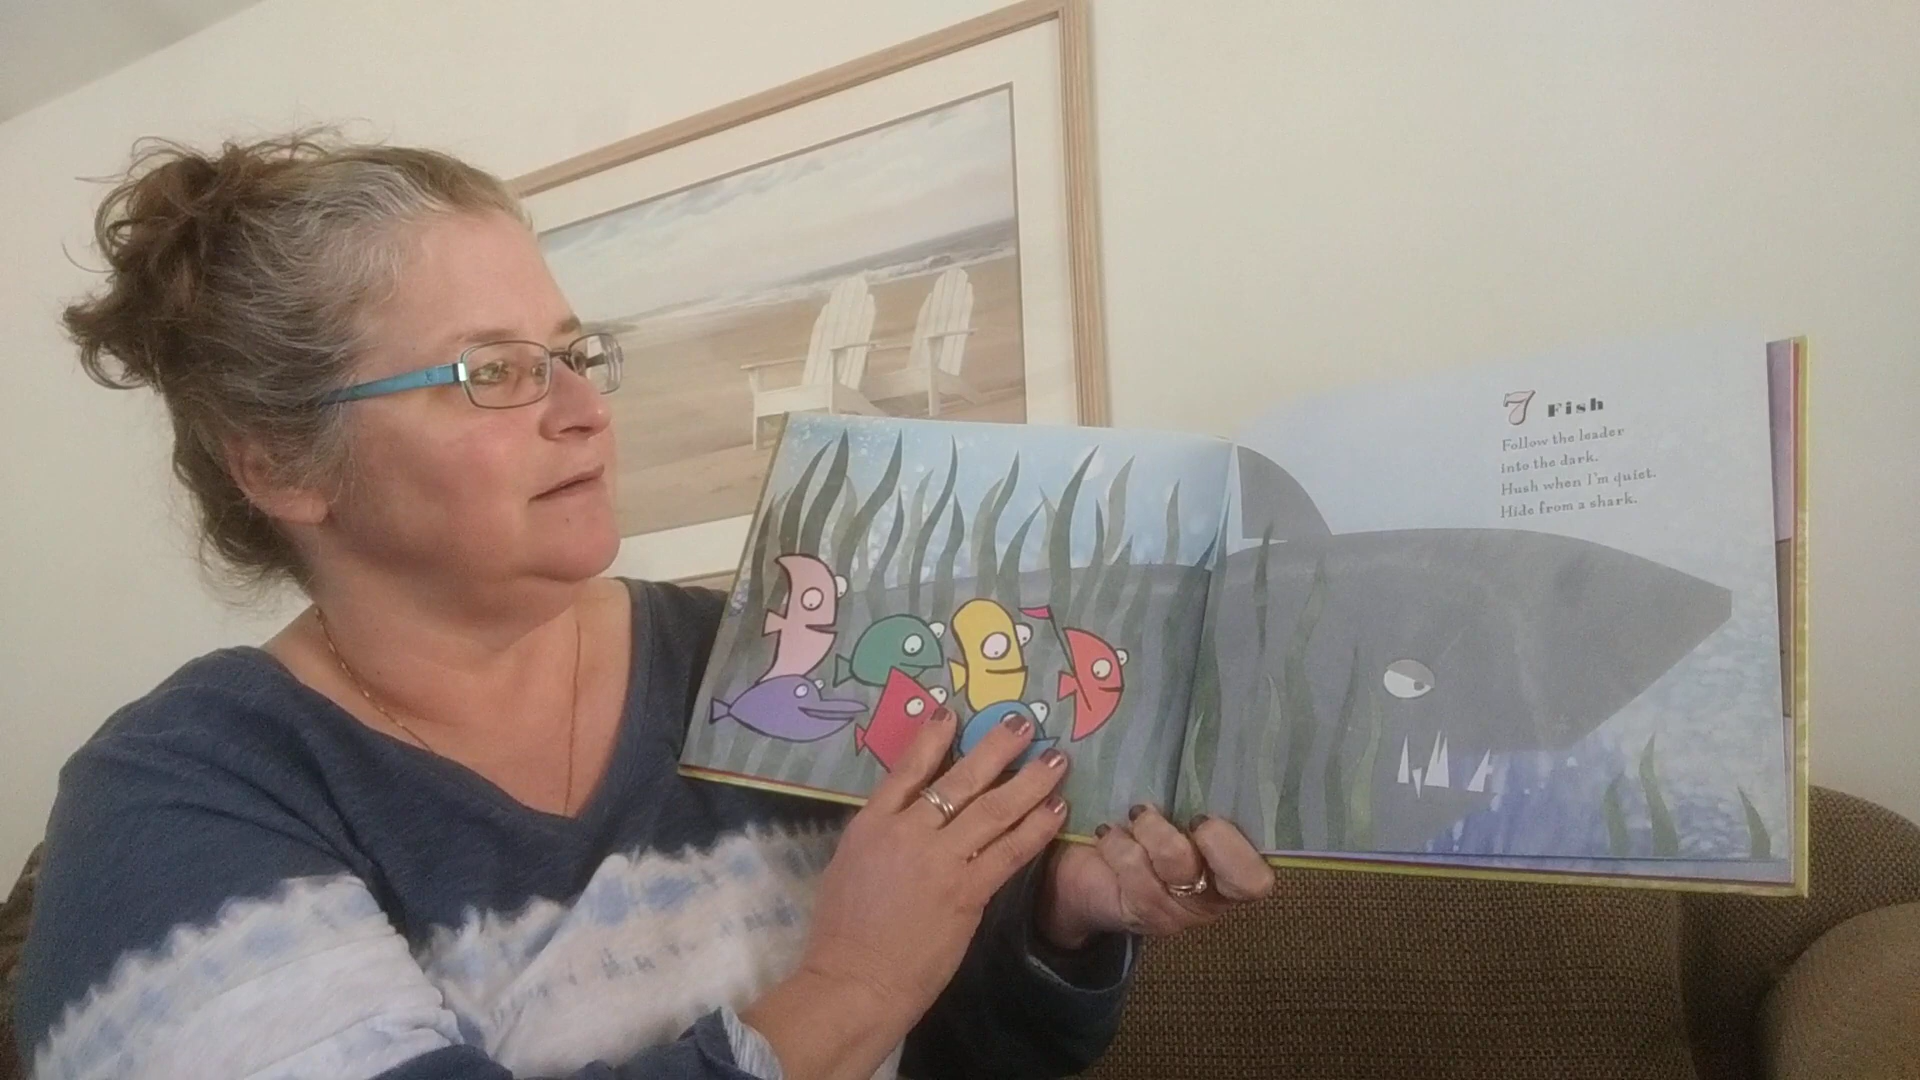 7 Fish
Follow the leader
into the dark.
Hush when I'm quiet.
Hide from a shark.